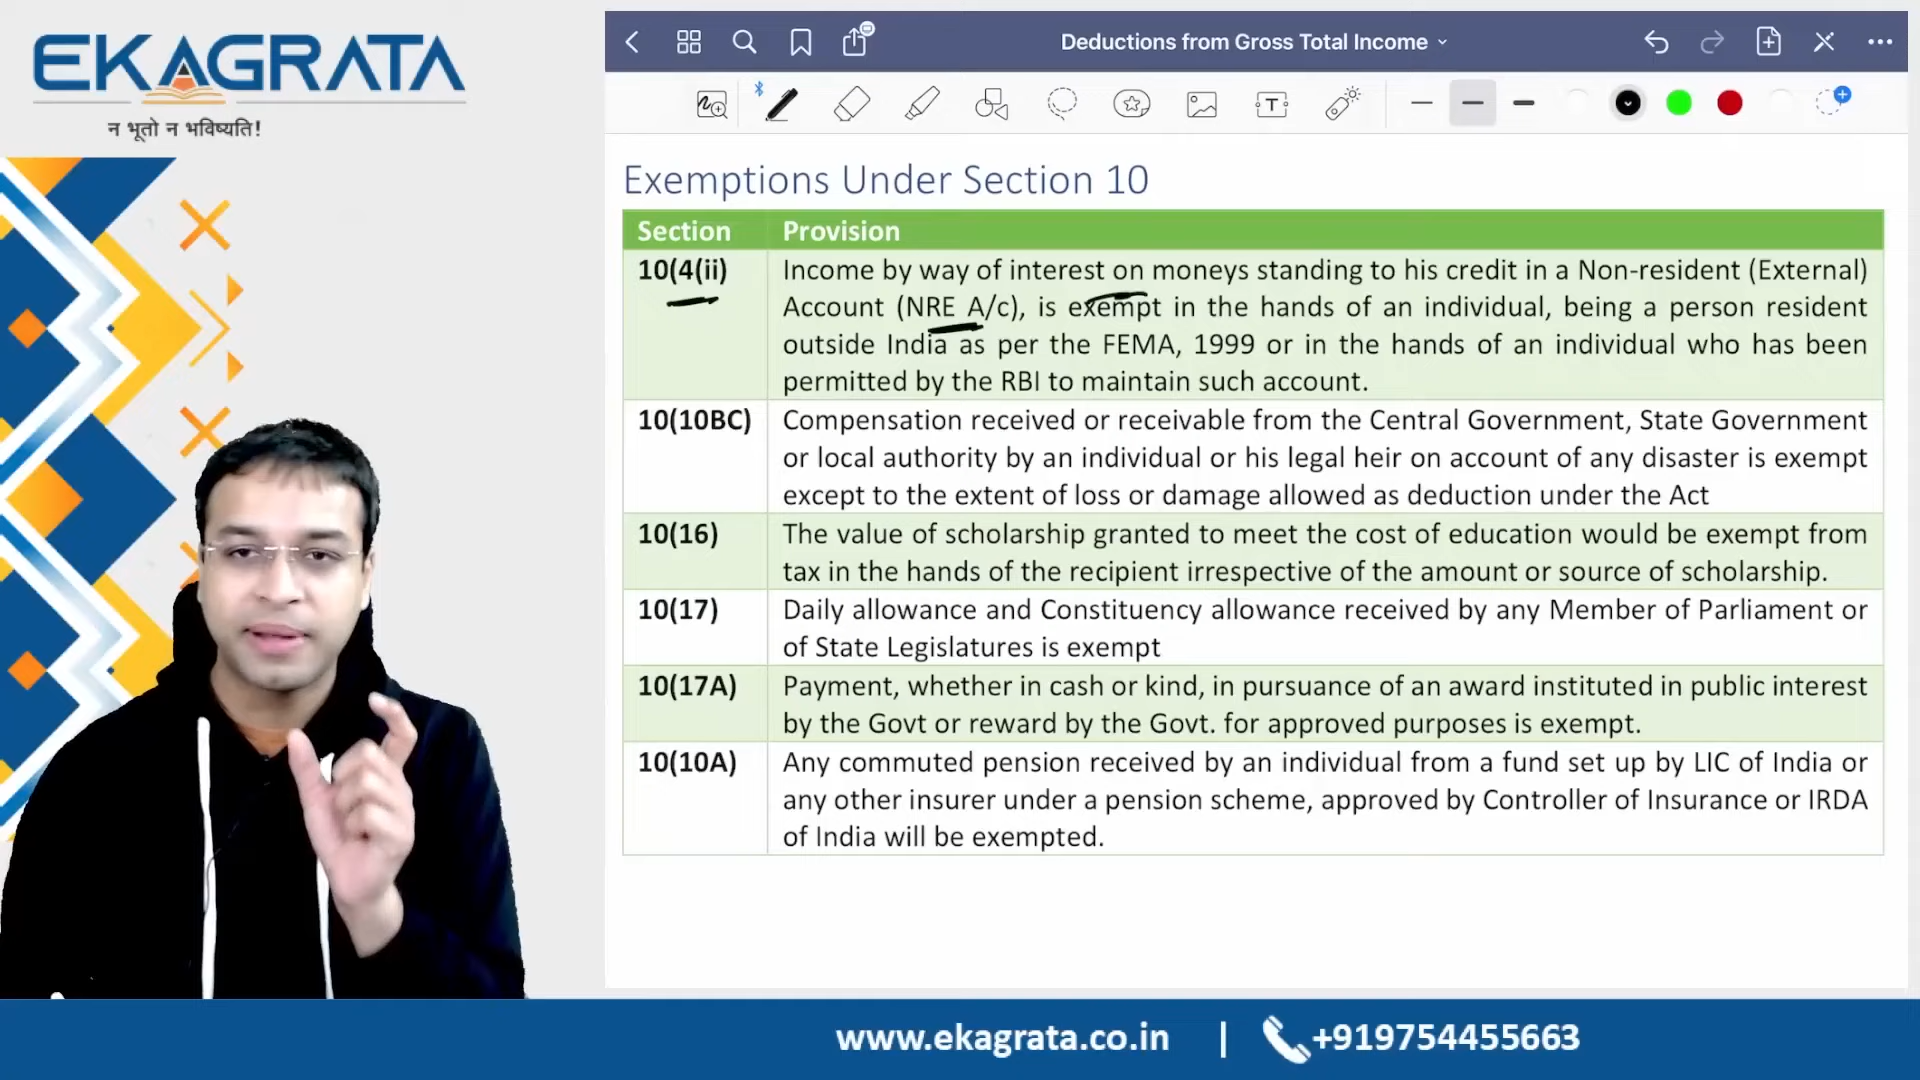 EKAGRATA
न भूतो न भविष्यति!
Deductions from Gross Total Income
T
Exemptions Under Section 10
Section Provision
10(4(ii) Income by way of interest on moneys standing to his credit in a Non-resident (External)
Account (NRE A/c), is exempt in the hands of an individual, being a person resident
outside India as per the FEMA, 1999 or in the hands of an individual who has been
permitted by the RBI to maintain such account.
10(10BC) Compensation received or receivable from the Central Government, State Government
or local authority by an individual or his legal heir on account of any disaster is exempt
except to the extent of loss or damage allowed as deduction under the Act
10(16) The value of scholarship granted to meet the cost of education would be exempt from
tax in the hands of the recipient irrespective of the amount or source of scholarship.
10(17) Daily allowance and Constituency allowance received by any Member of Parliament or
of State Legislatures is exempt
10(17A) Payment, whether in cash or kind, in pursuance of an award instituted in public interest
by the Govt or reward by the Govt. for approved purposes is exempt.
10(10A) Any commuted pension received by an individual from a fund set up by LIC of India or
any other insurer under a pension scheme, approved by Controller of Insurance or IRDA
of India will be exempted.
www.ekagrata.co.in | +919754455663